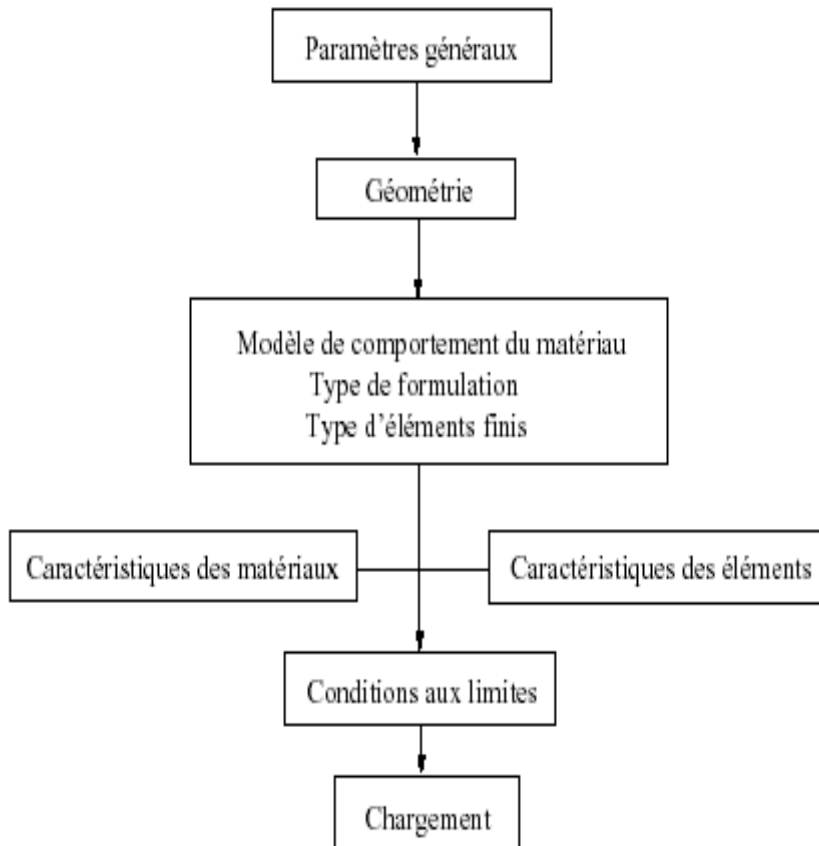 Paramètres généraux
Géométrie
Modèle de comportement du matériau
Type de formulation
Type d'éléments finis
Caractéristiques des matériaux
Caractéristiques des éléments
Conditions aux limites
Chargement